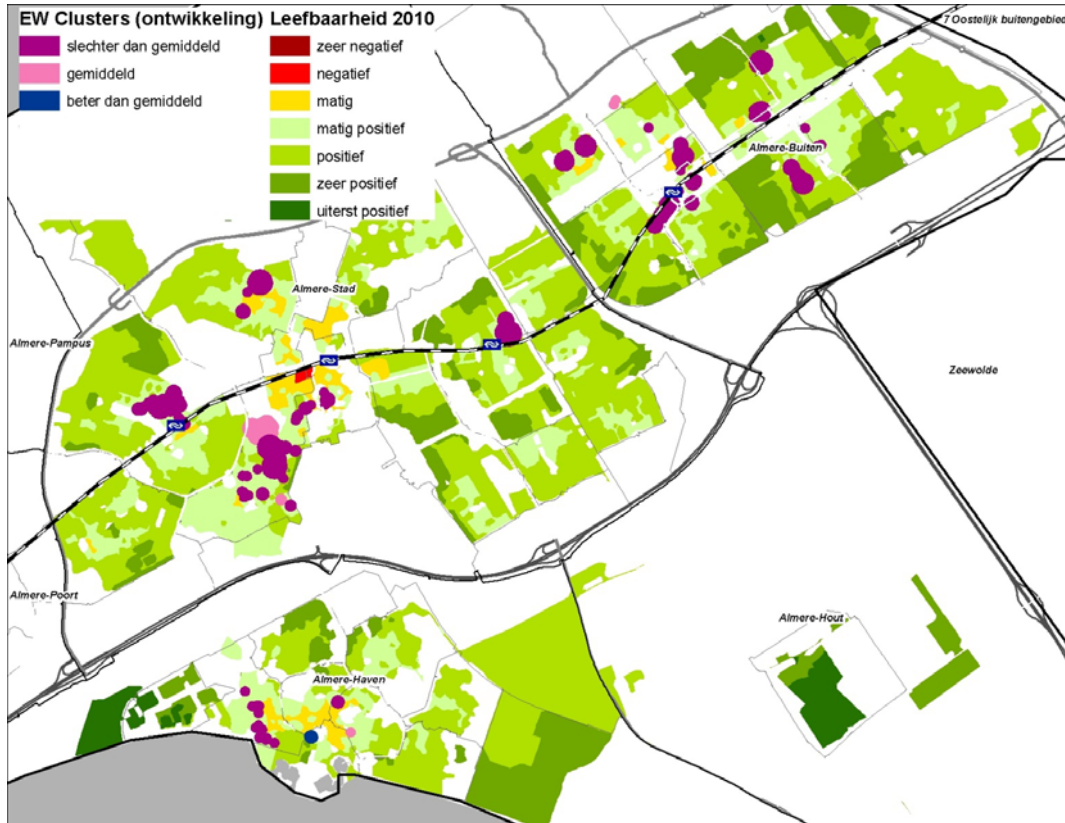 EW Clusters (ontwikkeling)
slechter dan gemiddeld
gemiddeld
beter dan gemiddeld
Leefbaarheid 2010
zeer negatief
negatief
matig
matig positief
positief
zeer positief
uiterst positief
7 Oostelijk buitengebied
Almere-Buiten
Almere-Stad
Almere-Pampus
Zeewolde
Almere-Poort
Almere-Hout
Almere-Haven